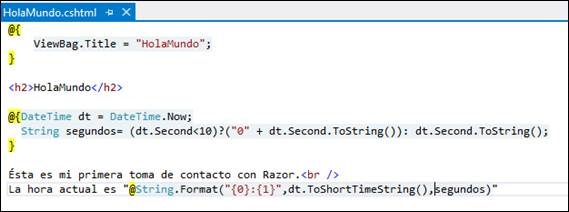 HolaMundo.cshtml
@{
ViewBag.Title = "HolaMundo";
}
<h2>HolaMundo</h2>
@{DateTime dt = DateTime.Now;
String segundos= (dt.Second<10)?("0" + dt.Second.ToString()): dt.Second.ToString();
}
Ésta es mi primera toma de contacto con Razor.<br />
La hora actual es "@String.Format("{0}:{1}",dt.ToShortTimeString(),segundos)"